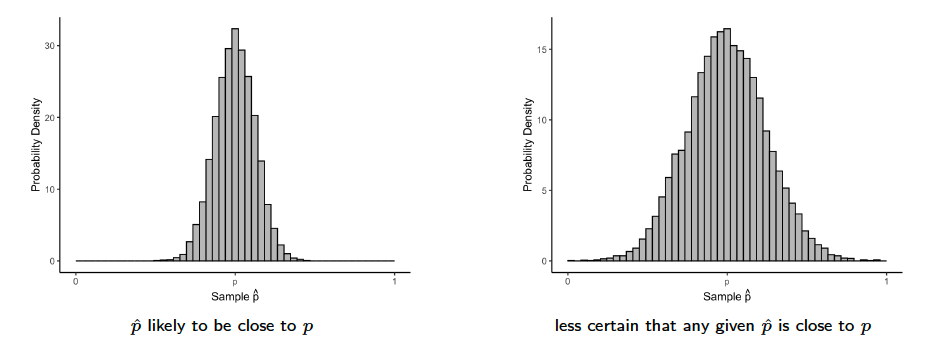 Probability Density
30
20
10
0
0
p
1
Sample p̂
p̂ likely to be close to p
Probability Density
15
10
5
0
0
p
1
Sample p̂
less certain that any given p̂ is close to p